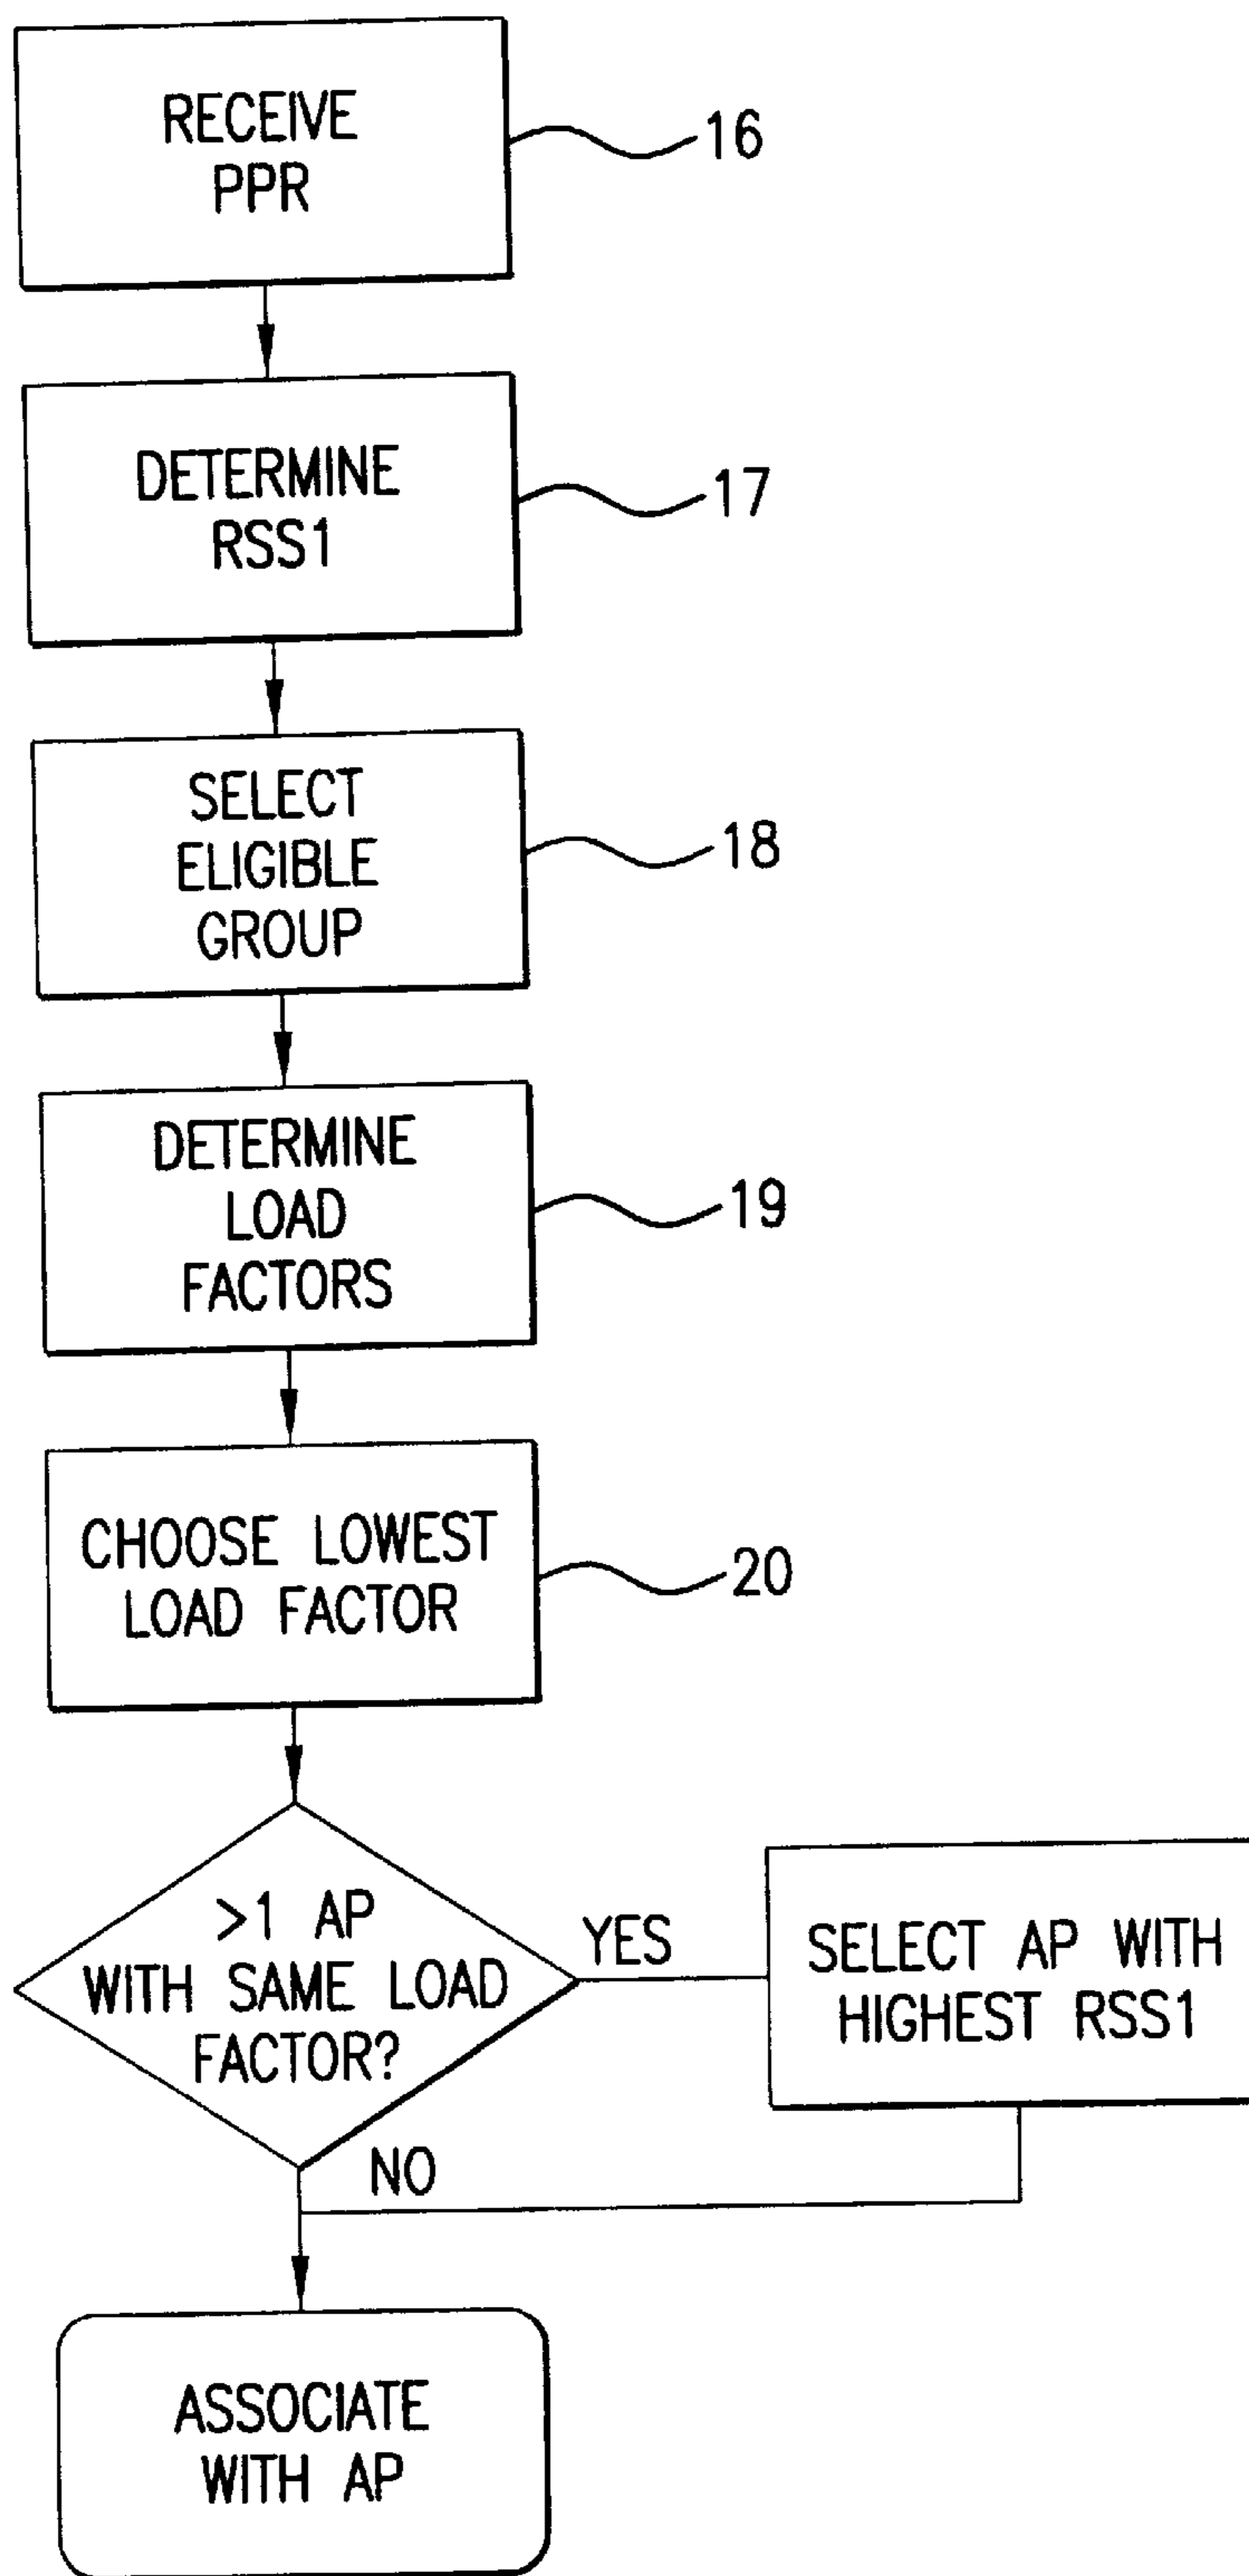 RECEIVE
PPR
16
DETERMINE
RSS1
17
SELECT
ELIGIBLE
GROUP
18
DETERMINE
LOAD
FACTORS
19
CHOOSE LOWEST
LOAD FACTOR
20
>1 AP
WITH SAME LOAD
FACTOR?
YES
SELECT AP WITH
HIGHEST RSS1
NO
ASSOCIATE
WITH AP